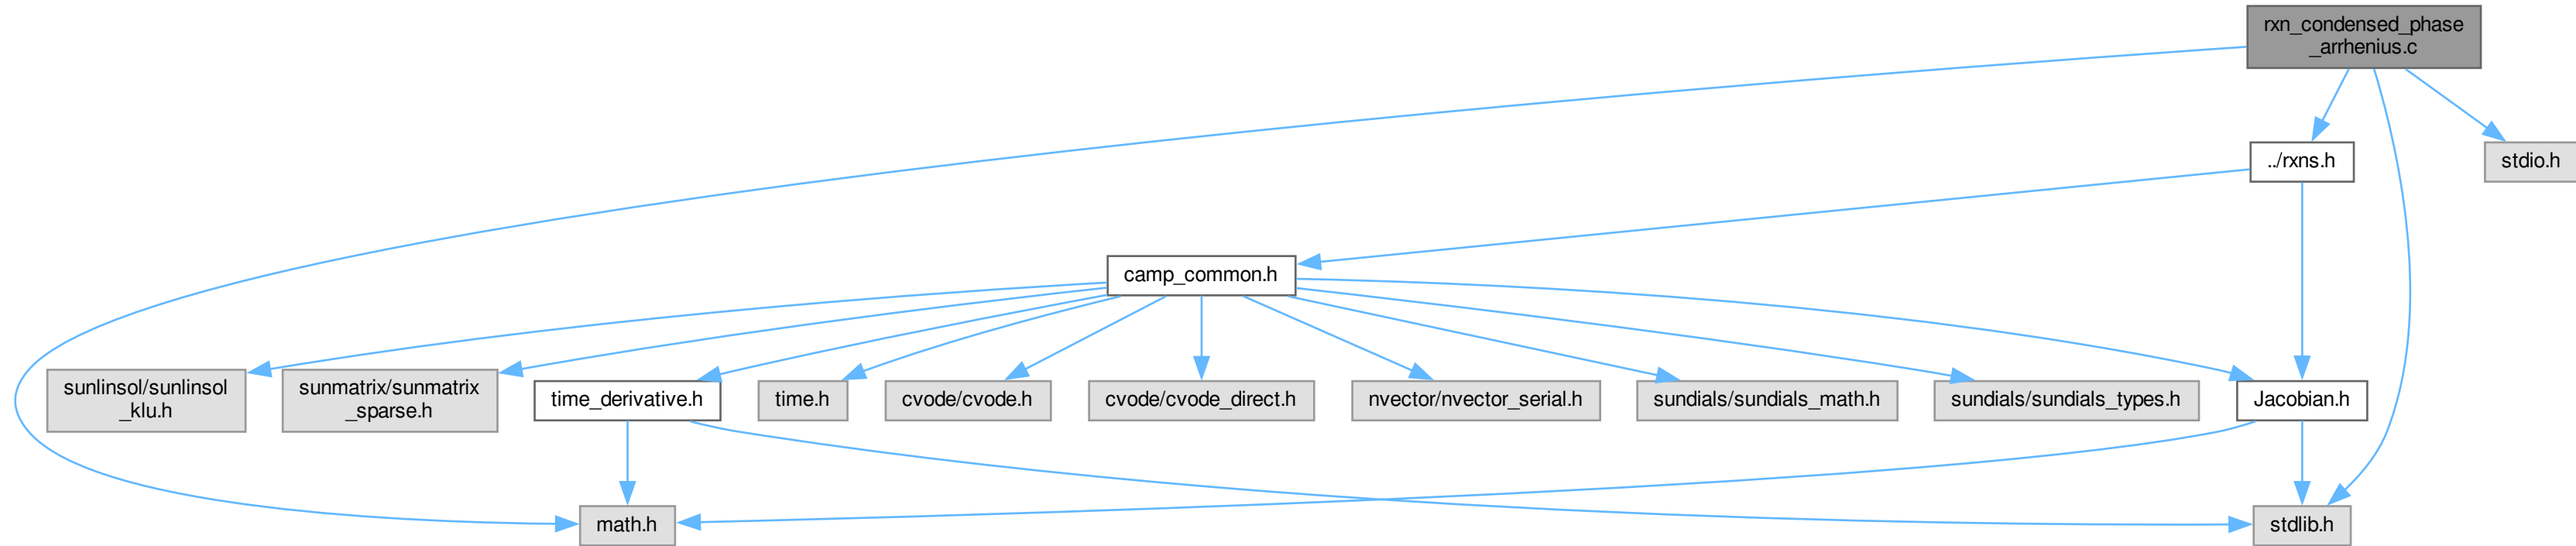 rxn_condensed_phase
_arrhenius.c
../rxns.h
stdio.h
camp_common.h
sunlinsol/sunlinsol
_klu.h
sunmatrix/sunmatrix
_sparse.h
time_derivative.h
time.h
cvode/cvode.h
cvode/cvode_direct.h
nvector/nvector_serial.h
sundials/sundials_math.h
sundials/sundials_types.h
Jacobian.h
math.h
stdlib.h